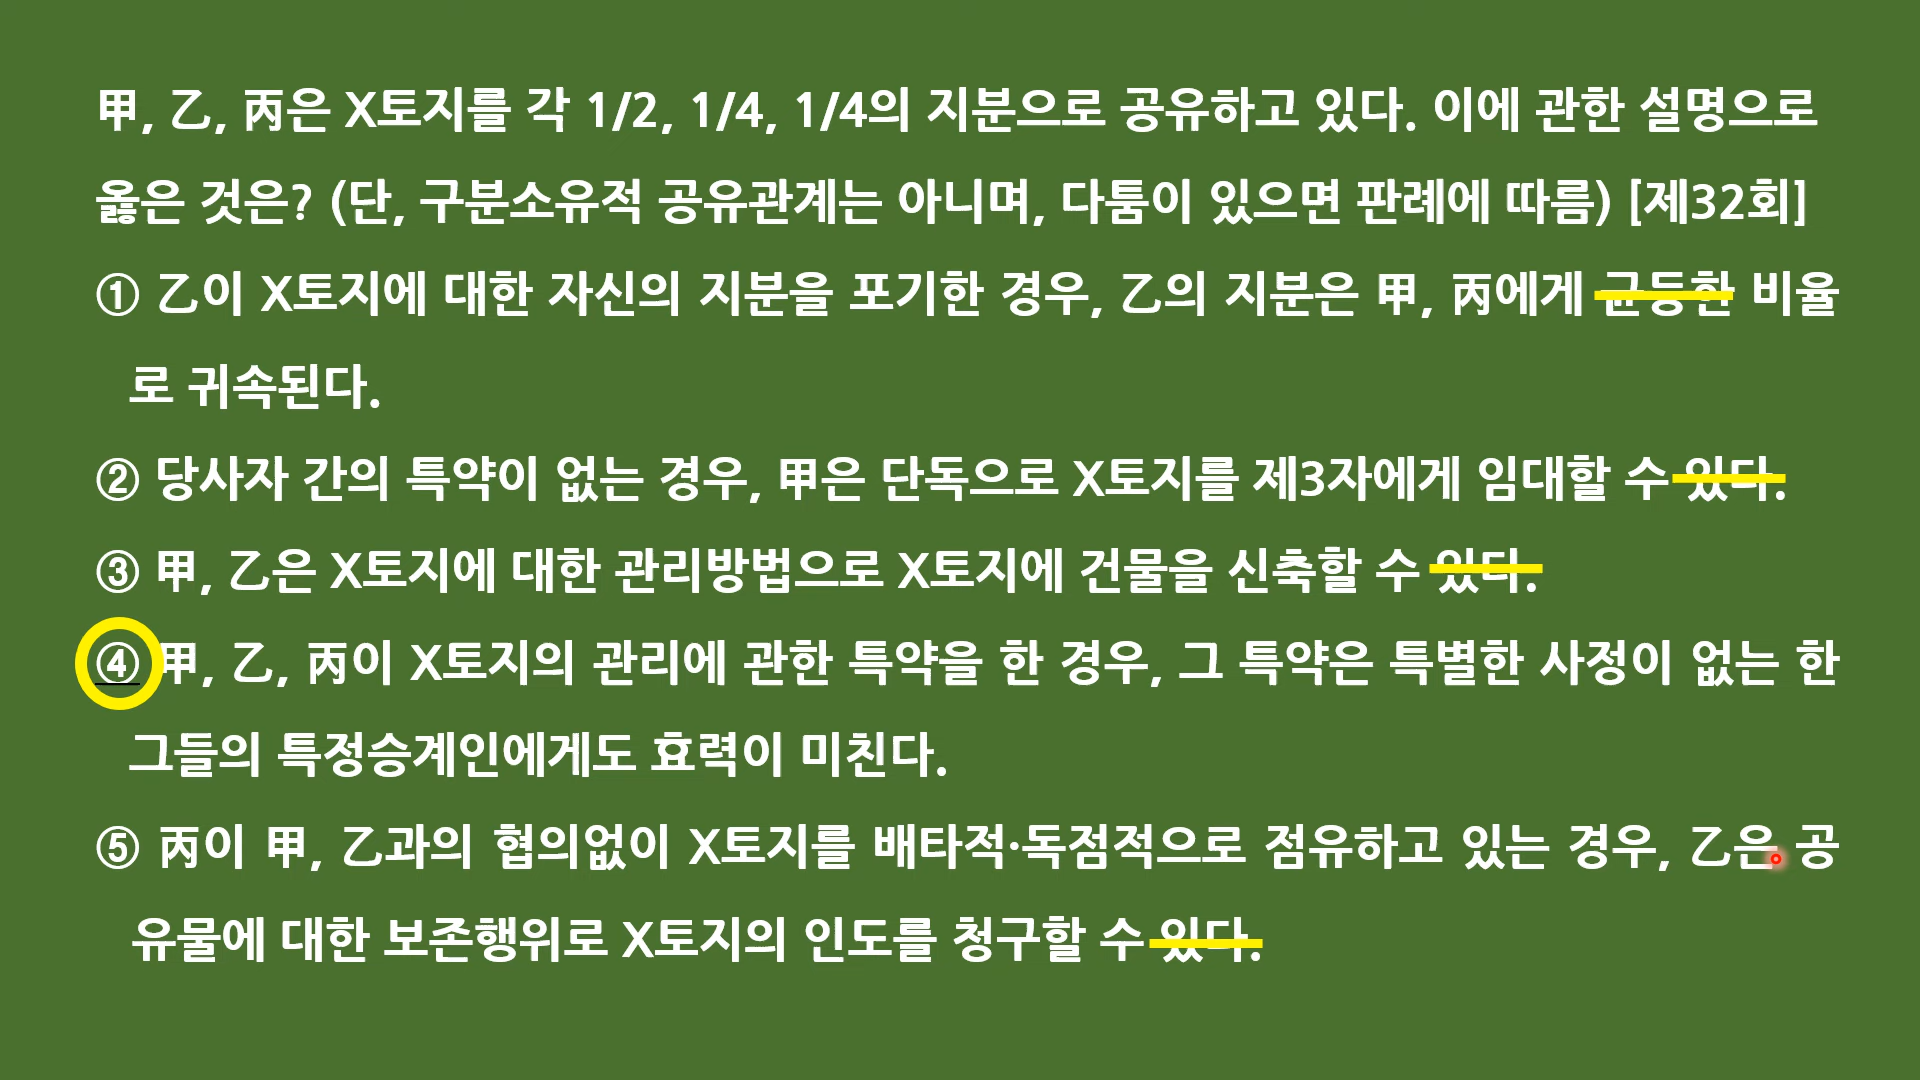 甲, 乙, 丙은 X토지를 각 1/2, 1/4, 1/4의 지분으로 공유하고 있다. 이에 관한 설명으로
옳은 것은? (단, 구분소유적 공유관계는 아니며, 다툼이 있으면 판례에 따름) [제32회]
① 乙이 X토지에 대한 자신의 지분을 포기한 경우, 乙의 지분은 甲, 丙에게 균등한 비율
로 귀속된다.
② 당사자 간의 특약이 없는 경우, 甲은 단독으로 X토지를 제3자에게 임대할 수 있다.
③ 甲, 乙은 X토지에 대한 관리방법으로 X토지에 건물을 신축할 수 있다.
④ 甲, 乙, 丙이 X토지의 관리에 관한 특약을 한 경우, 그 특약은 특별한 사정이 없는 한
그들의 특정승계인에게도 효력이 미친다.
⑤ 丙이 甲, 乙과의 협의없이 X토지를 배타적·독점적으로 점유하고 있는 경우, 乙은 공
유물에 대한 보존행위로 X토지의 인도를 청구할 수 있다.